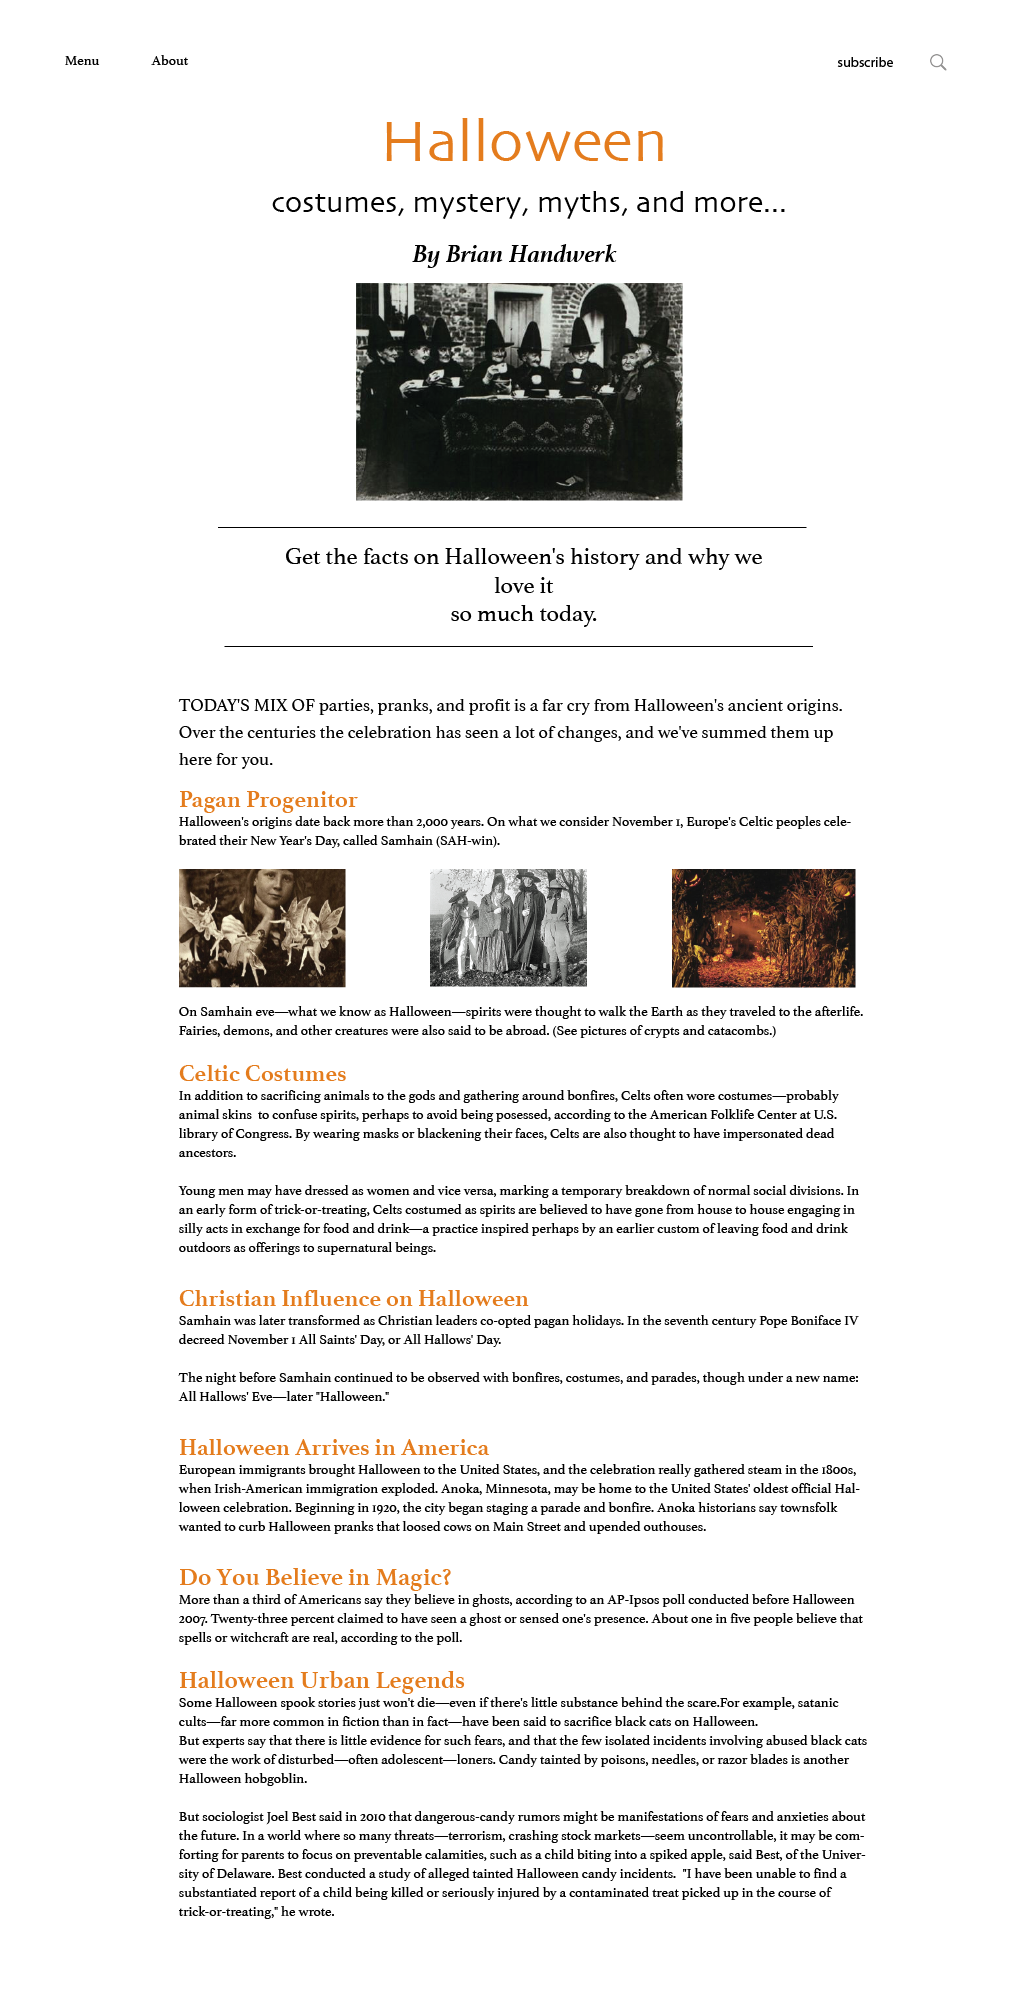 Menu About subscribe
Halloween
costumes, mystery, myths, and more...
By Brian Handwerk
Get the facts on Halloween's history and why we
love it
so much today.
TODAY'S MIX OF parties, pranks, and profit is a far cry from Halloween's ancient origins.
Over the centuries the celebration has seen a lot of changes, and we've summed them up
here for you.
Pagan Progenitor
Halloween's origins date back more than 2,000 years. On what we consider November 1, Europe's Celtic peoples cele-
brated their New Year's Day, called Samhain (SAH-win).
On Samhain eve—what we know as Halloween—spirits were thought to walk the Earth as they traveled to the afterlife.
Fairies, demons, and other creatures were also said to be abroad. (See pictures of crypts and catacombs.)
Celtic Costumes
In addition to sacrificing animals to the gods and gathering around bonfires, Celts often wore costumes—probably
animal skins  to confuse spirits, perhaps to avoid being posessed, according to the American Folklife Center at U.S.
library of Congress. By wearing masks or blackening their faces, Celts are also thought to have impersonated dead
ancestors.
Young men may have dressed as women and vice versa, marking a temporary breakdown of normal social divisions. In
an early form of trick-or-treating, Celts costumed as spirits are believed to have gone from house to house engaging in
silly acts in exchange for food and drink—a practice inspired perhaps by an earlier custom of leaving food and drink
outdoors as offerings to supernatural beings.
Christian Influence on Halloween
Samhain was later transformed as Christian leaders co-opted pagan holidays. In the seventh century Pope Boniface IV
decreed November 1 All Saints' Day, or All Hallows' Day.
The night before Samhain continued to be observed with bonfires, costumes, and parades, though under a new name:
All Hallows' Eve—later "Halloween."
Halloween Arrives in America
European immigrants brought Halloween to the United States, and the celebration really gathered steam in the 1800s,
when Irish-American immigration exploded. Anoka, Minnesota, may be home to the United States' oldest official Hal-
loween celebration. Beginning in 1920, the city began staging a parade and bonfire. Anoka historians say townsfolk
wanted to curb Halloween pranks that loosed cows on Main Street and upended outhouses.
Do You Believe in Magic?
More than a third of Americans say they believe in ghosts, according to an AP-Ipsos poll conducted before Halloween
2007. Twenty-three percent claimed to have seen a ghost or sensed one's presence. About one in five people believe that
spells or witchcraft are real, according to the poll.
Halloween Urban Legends
Some Halloween spook stories just won't die—even if there's little substance behind the scare.For example, satanic
cults—far more common in fiction than in fact—have been said to sacrifice black cats on Halloween.
But experts say that there is little evidence for such fears, and that the few isolated incidents involving abused black cats
were the work of disturbed—often adolescent—loners. Candy tainted by poisons, needles, or razor blades is another
Halloween hobgoblin.
But sociologist Joel Best said in 2010 that dangerous-candy rumors might be manifestations of fears and anxieties about
the future. In a world where so many threats—terrorism, crashing stock markets—seem uncontrollable, it may be com-
forting for parents to focus on preventable calamities, such as a child biting into a spiked apple, said Best, of the Univer-
sity of Delaware. Best conducted a study of alleged tainted Halloween candy incidents.  "I have been unable to find a
substantiated report of a child being killed or seriously injured by a contaminated treat picked up in the course of
trick-or-treating," he wrote.